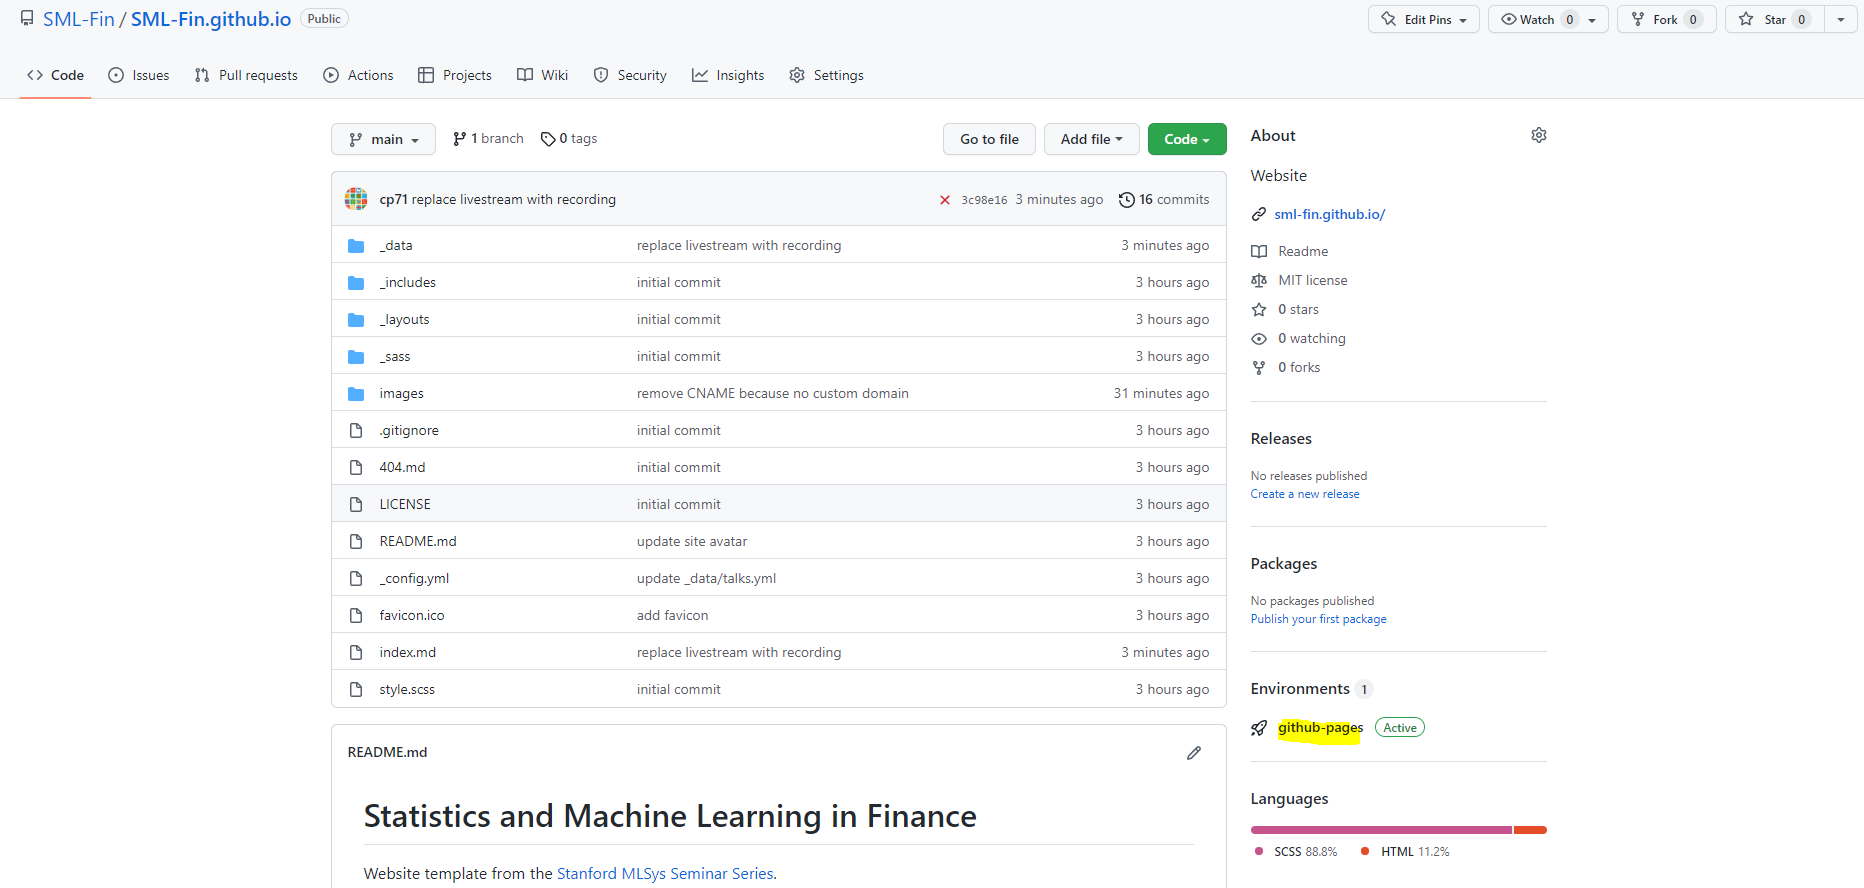 SML-Fin / SML-Fin.github.io Public Edit Pins Watch 0 Fork 0 Star 0
Code Issues Pull requests Actions Projects Wiki Security Insights Settings
main 1 branch 0 tags Go to file Add file Code
cp71 replace livestream with recording 3c98e16 3 minutes ago 16 commits
_data replace livestream with recording 3 minutes ago
_includes initial commit 3 hours ago
_layouts initial commit 3 hours ago
_sass initial commit 3 hours ago
images remove CNAME because no custom domain 31 minutes ago
.gitignore initial commit 3 hours ago
404.md initial commit 3 hours ago
LICENSE initial commit 3 hours ago
README.md update site avatar 3 hours ago
_config.yml update _data/talks.yml 3 hours ago
favicon.ico add favicon 3 hours ago
index.md replace livestream with recording 3 minutes ago
style.scss initial commit 3 hours ago
README.md
Statistics and Machine Learning in Finance
Website template from the Stanford MLSys Seminar Series.
About
Website
sml-fin.github.io/
Readme
MIT license
0 stars
0 watching
0 forks
Releases
No releases published
Create a new release
Packages
No packages published
Publish your first package
Environments 1
github-pages Active
Languages
SCSS 88.8% HTML 11.2%